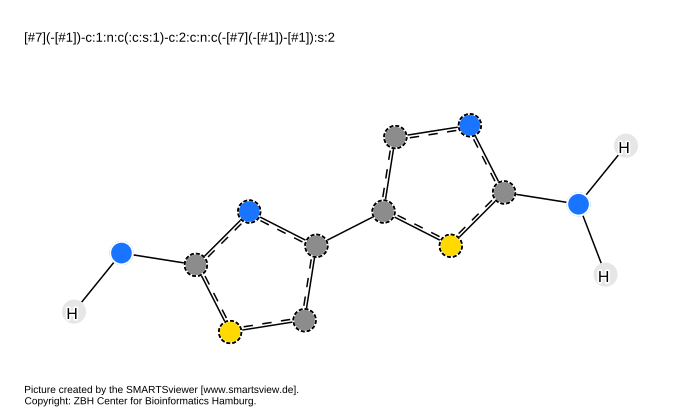 [#7](-[#1])-c:1:n:c(:c:s:1)-c:2:c:n:c(-[#7](-[#1])-[#1]):s:2
H
H
H
Picture created by the SMARTSviewer [www.smartsview.de].
Copyright: ZBH Center for Bioinformatics Hamburg.